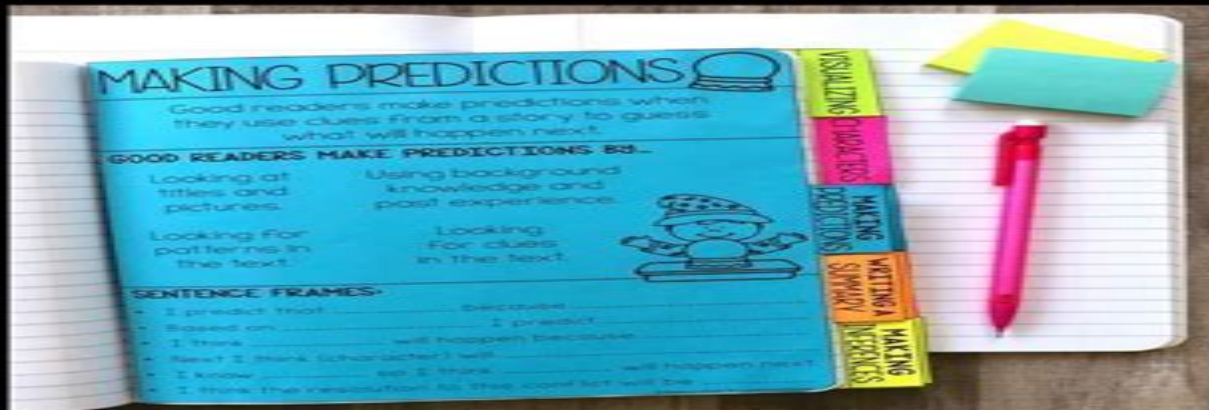 MAKING PREDICTIONS
Good readers make predictions when
they use clues from a story to guess
what will happen next.
GOOD READERS MAKE PREDICTIONS BY...
Looking at
titles and
pictures.
Using background
knowledge and
past experience.
Looking for
patterns in
the text.
Looking
for clues
in the text.
SENTENCE FRAMES:
• I predict that ... because ...
• Based on ... I predict ...
• I think ... will happen because ...
• Next I think (character) will ...
• I know ... so I think ... will happen next
• I think the resolution to this conflict will be ...
VISUALIZING
CHARACTERS
MAKING
PREDICTIONS
WRITING A
SUMMARY
MAKING
INFERENCES